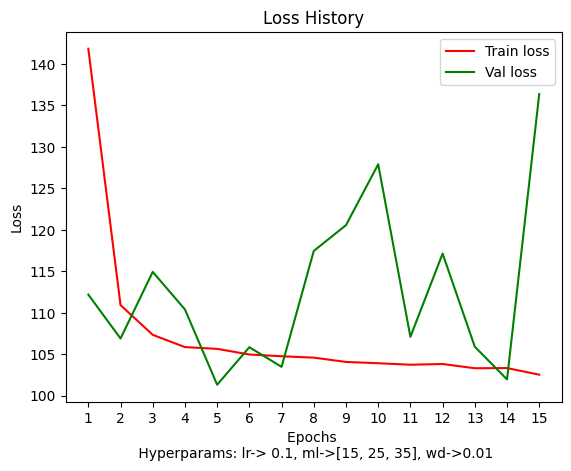 Loss History
Train loss
Val loss
140
135
130
125
120
115
110
105
100
Loss
1 2 3 4 5 6 7 8 9 10 11 12 13 14 15
Epochs
Hyperparams: lr-> 0.1, ml->[15, 25, 35], wd->0.01